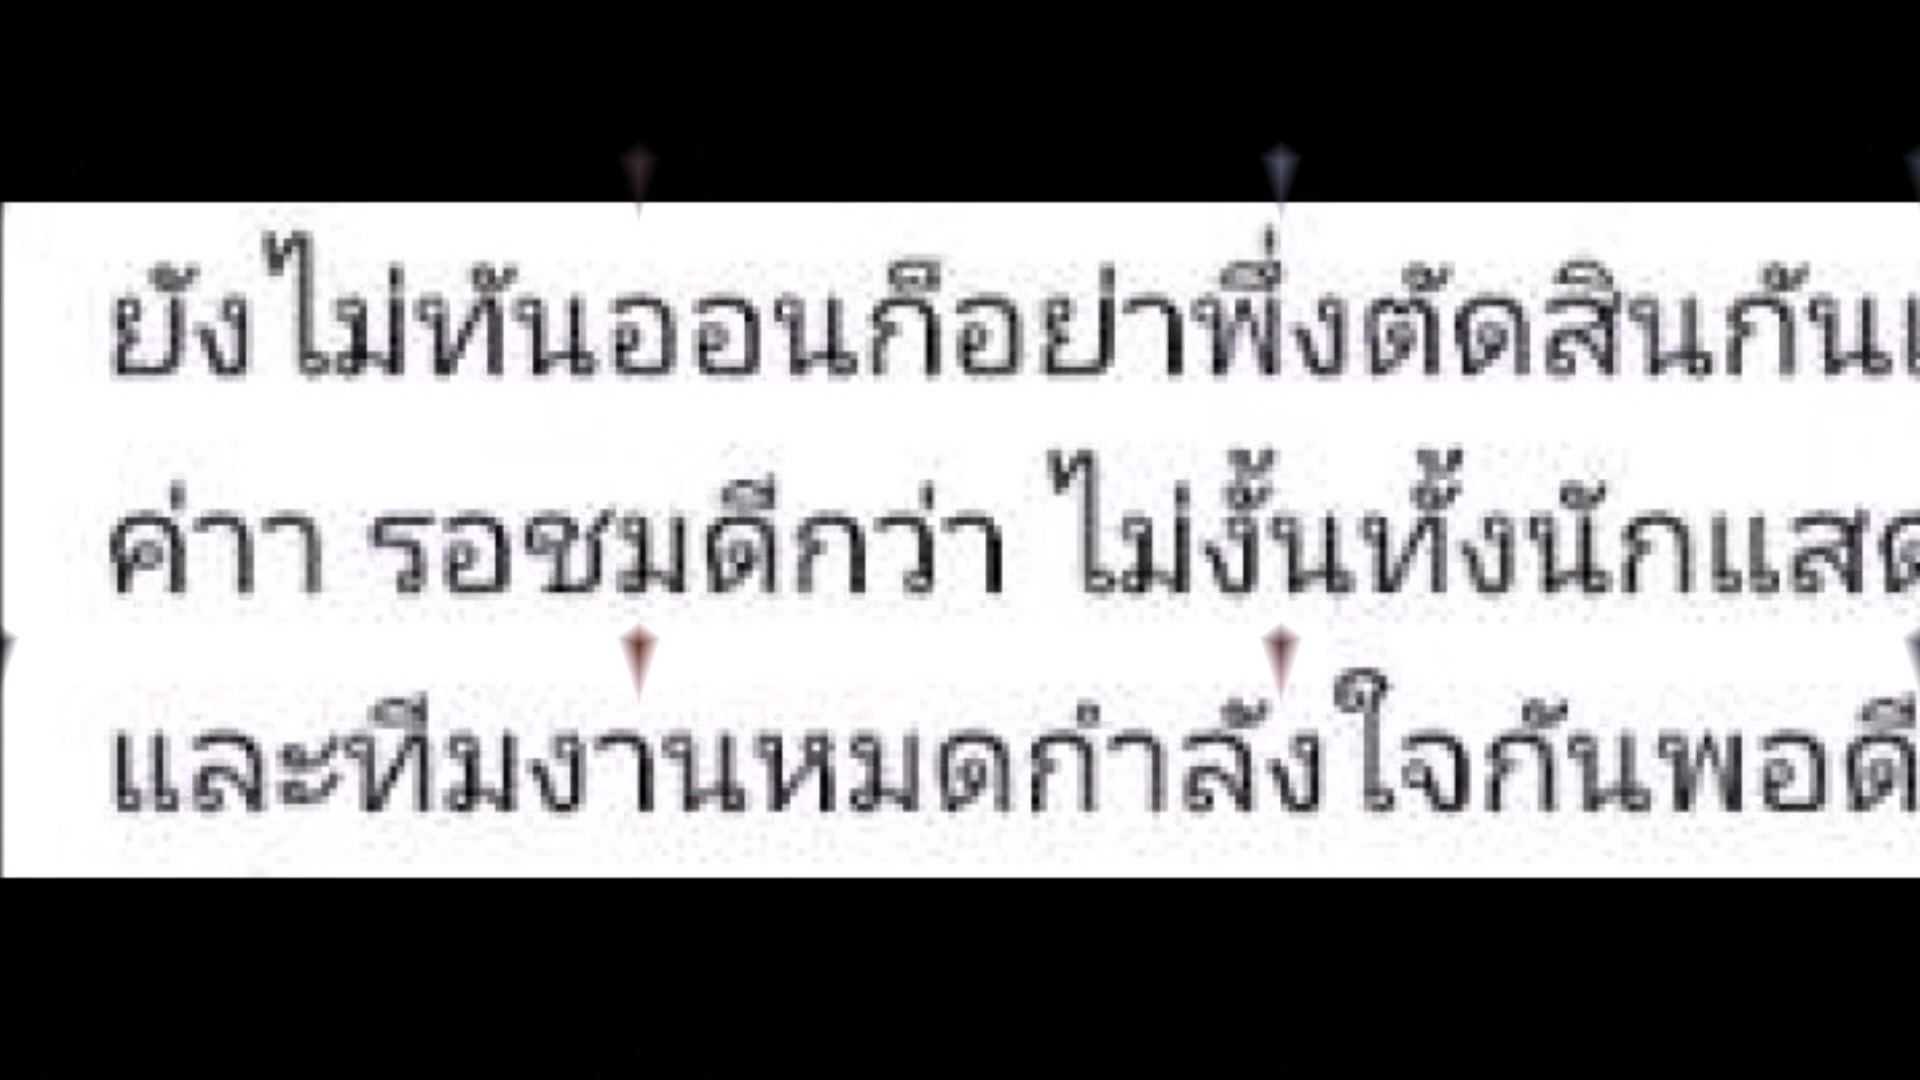 ยังไม่ทันออนก็อย่าพึ่งตัดสินกัน
ค่าา รอชมดีกว่า ไม่งั้นทั้งนักแสด
และทีมงานหมดกำลังใจกันพอดี